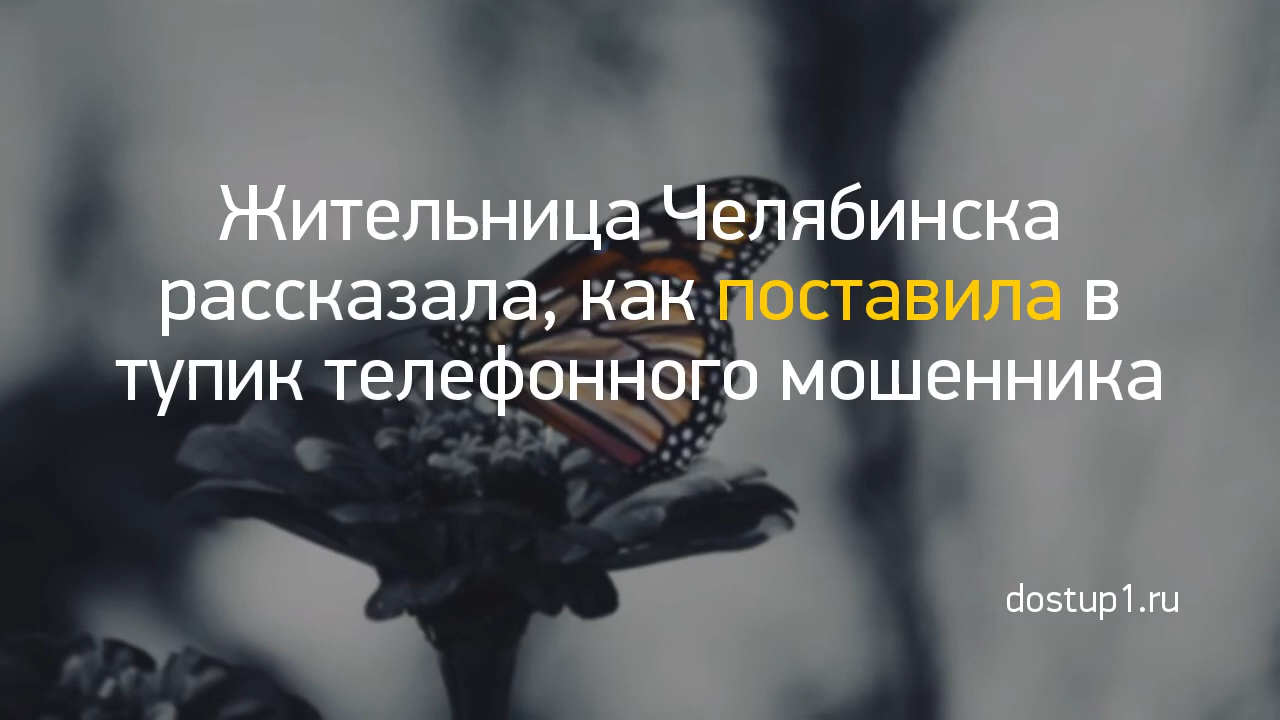 Жительница Челябинска
рассказала, как поставила в
тупик телефонного мошенника
dostup1.ru